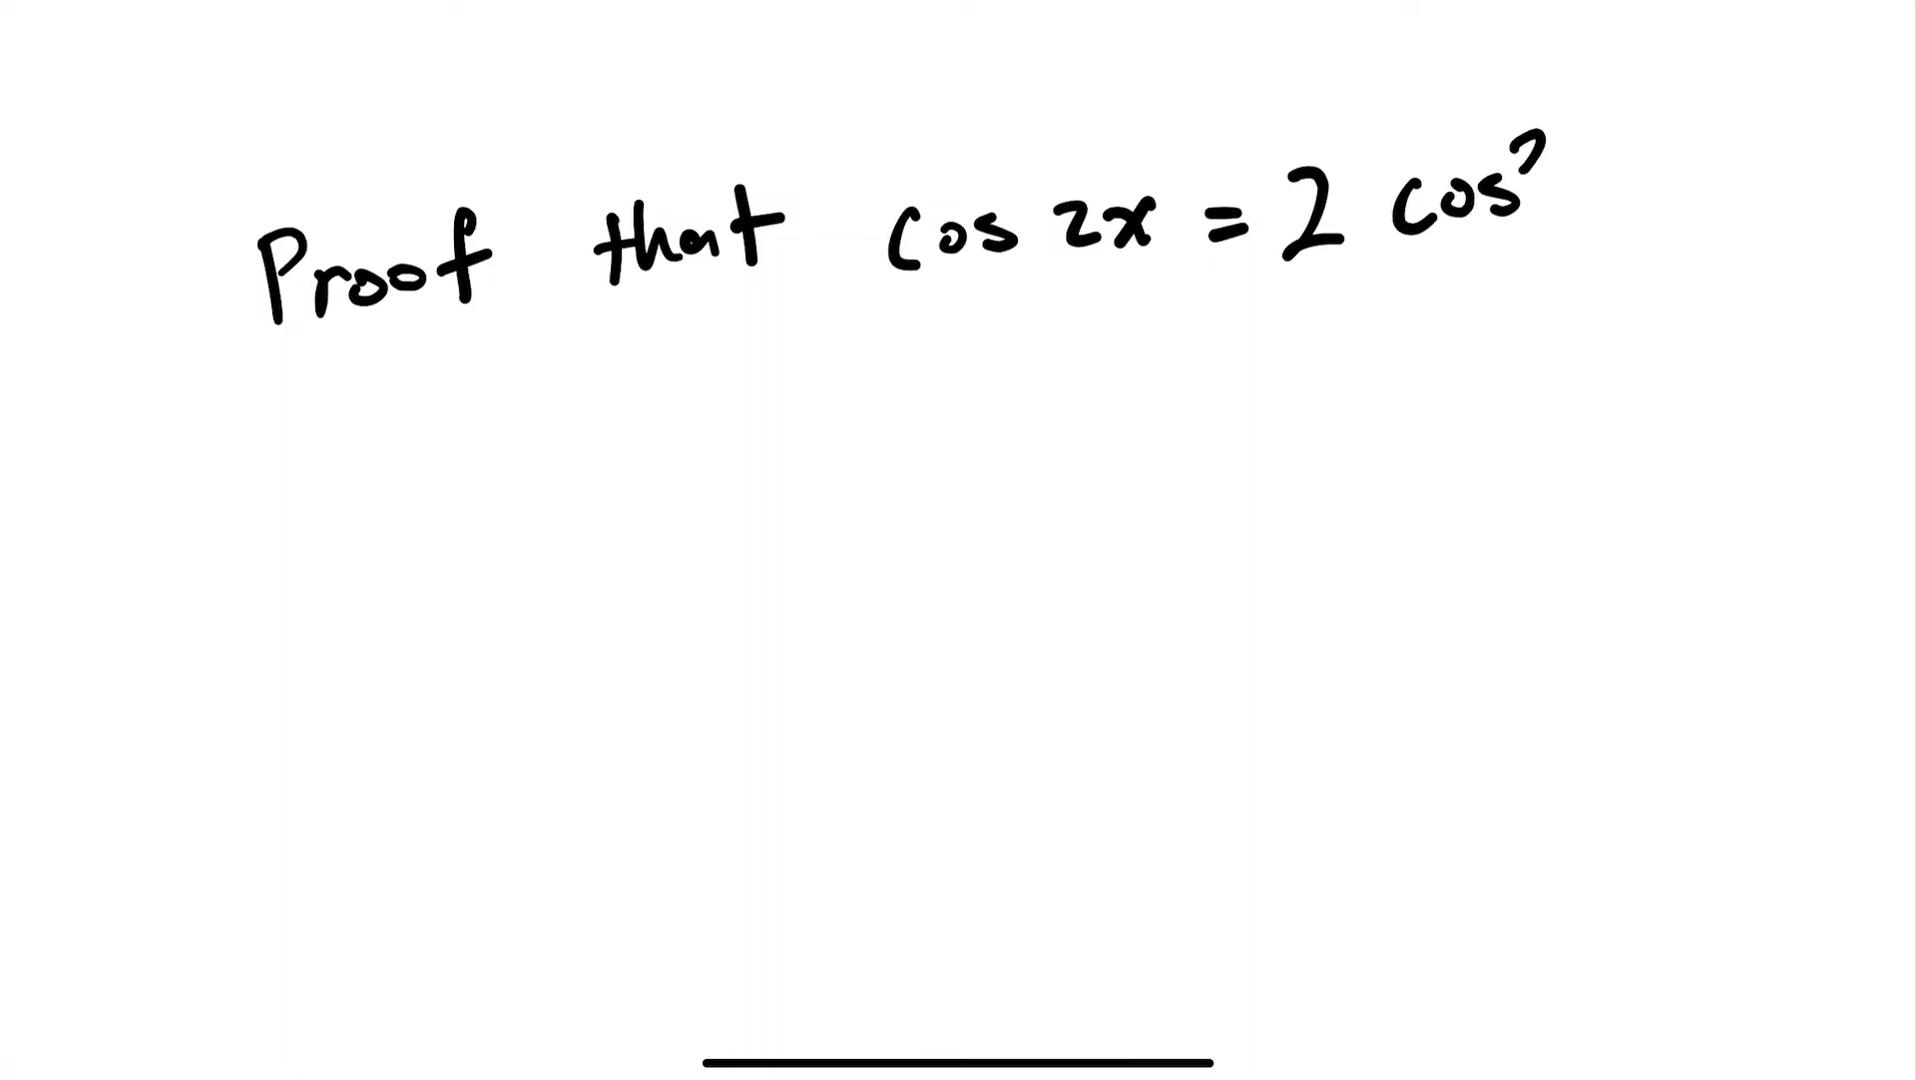 Proof that cos 2x = 2 cos²